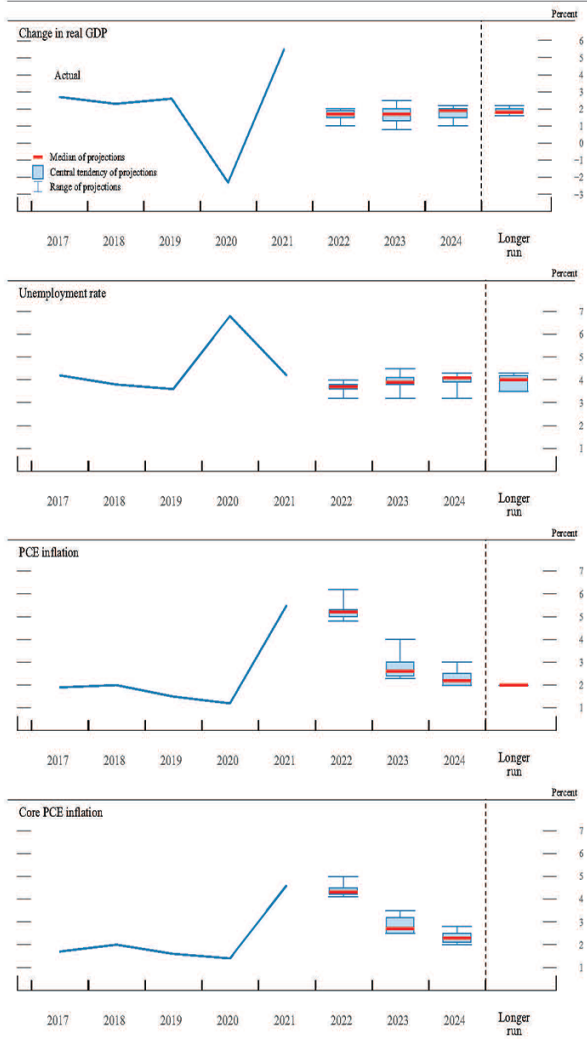 Percent
Change in real GDP
6
5
4
Actual
3
2
1
0
Median of projections
−1
Central tendency of projections
−2
Range of projections
−3
2017 2018 2019 2020 2021 2022 2023 2024 Longer
run
Percent
Unemployment rate
7
6
5
4
3
2
1
2017 2018 2019 2020 2021 2022 2023 2024 Longer
run
Percent
PCE inflation
7
6
5
4
3
2
1
2017 2018 2019 2020 2021 2022 2023 2024 Longer
run
Percent
Core PCE inflation
7
6
5
4
3
2
1
2017 2018 2019 2020 2021 2022 2023 2024 Longer
run